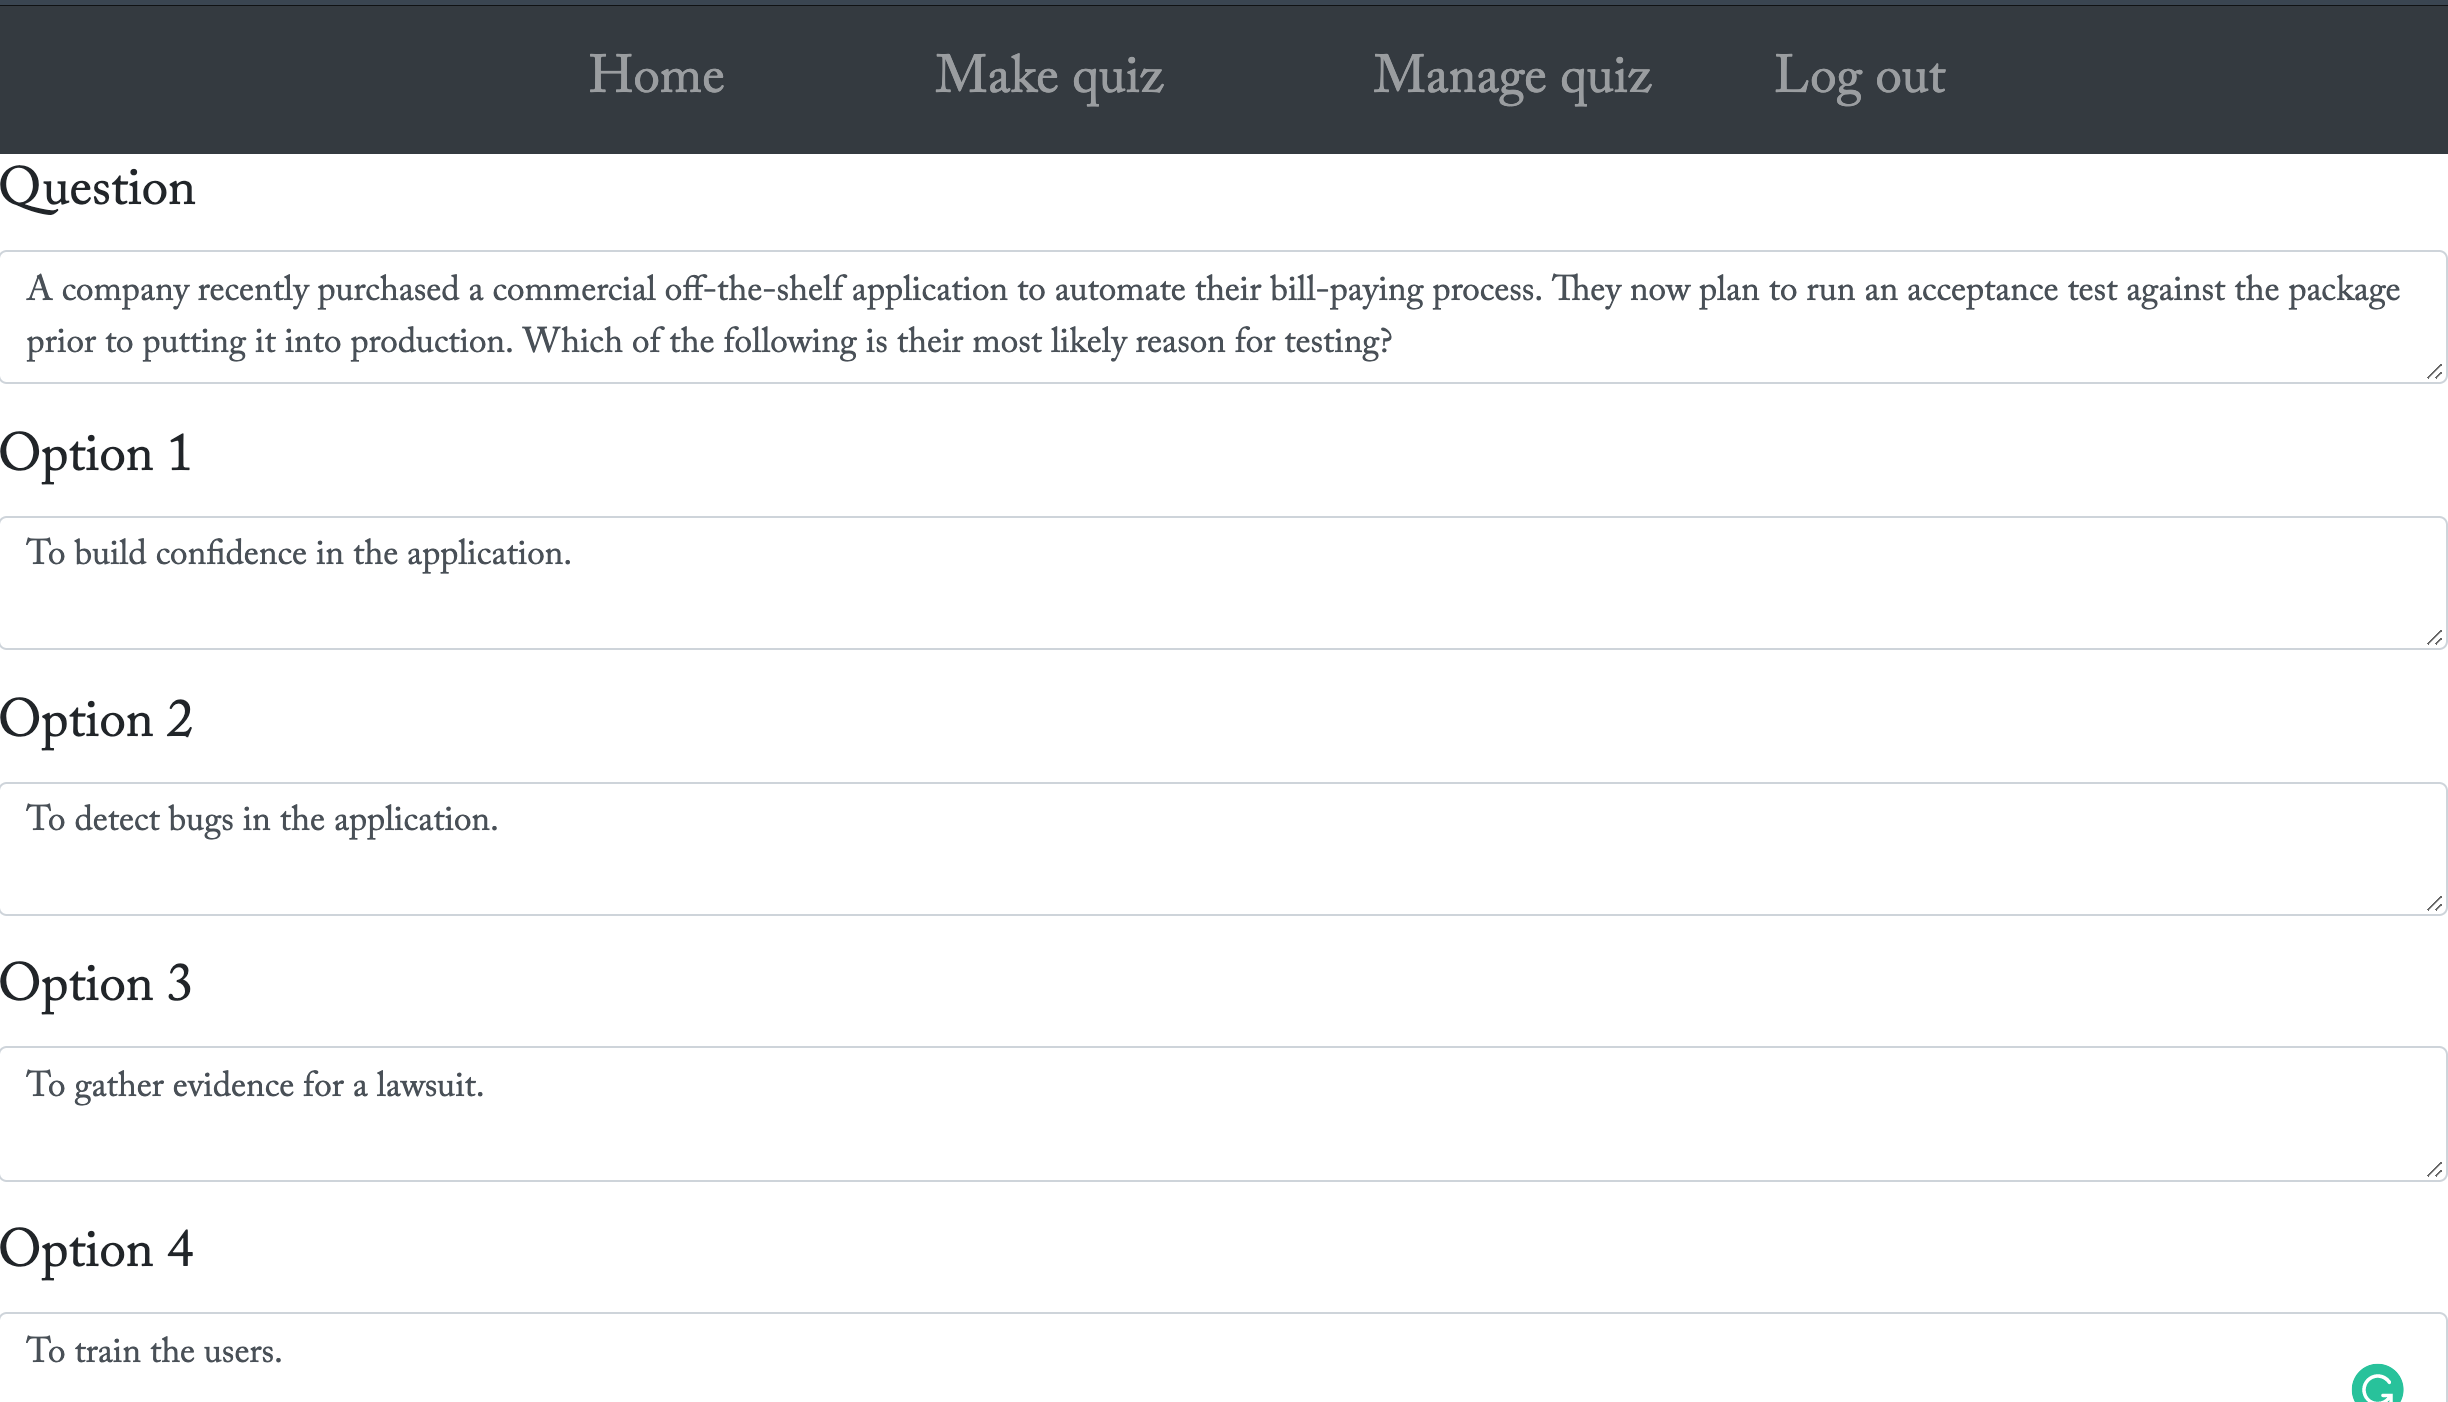 Home Make quiz Manage quiz Log out
Question
A company recently purchased a commercial off-the-shelf application to automate their bill-paying process. They now plan to run an acceptance test against the package
prior to putting it into production. Which of the following is their most likely reason for testing?
Option 1
To build confidence in the application.
Option 2
To detect bugs in the application.
Option 3
To gather evidence for a lawsuit.
Option 4
To train the users.